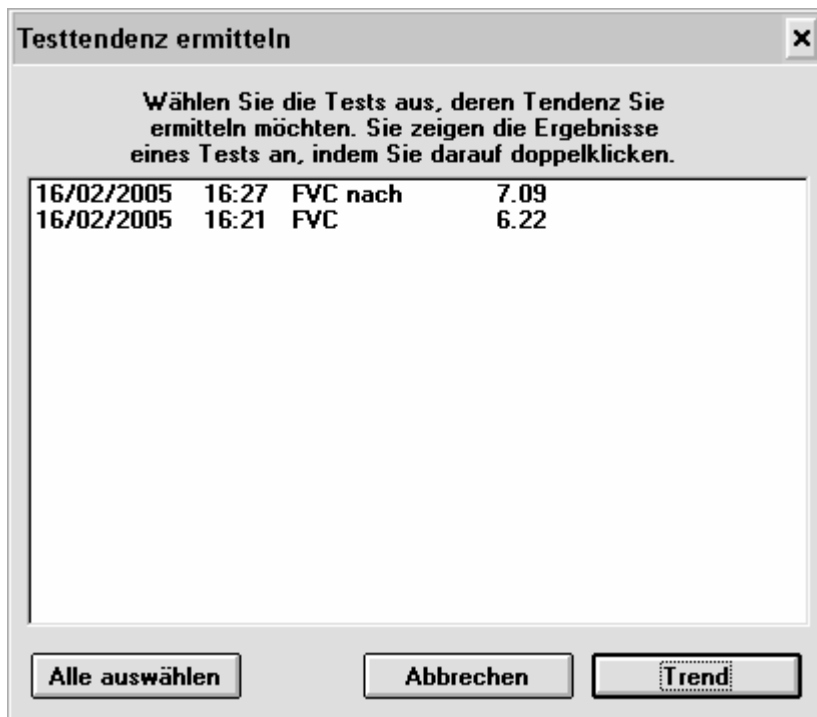 Testtendenz ermitteln
Wählen Sie die Tests aus, deren Tendenz Sie
ermitteln möchten. Sie zeigen die Ergebnisse
eines Tests an, indem Sie darauf doppelklicken.
16/02/2005 16:27 FVC nach 7.09
16/02/2005 16:21 FVC 6.22
Alle auswählen Abbrechen Trend